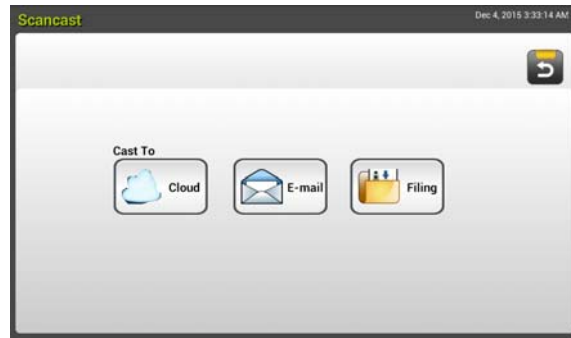 Scancast
Dec 4, 2015 3:33:14 AM
Cast To
Cloud
E-mail
Filing